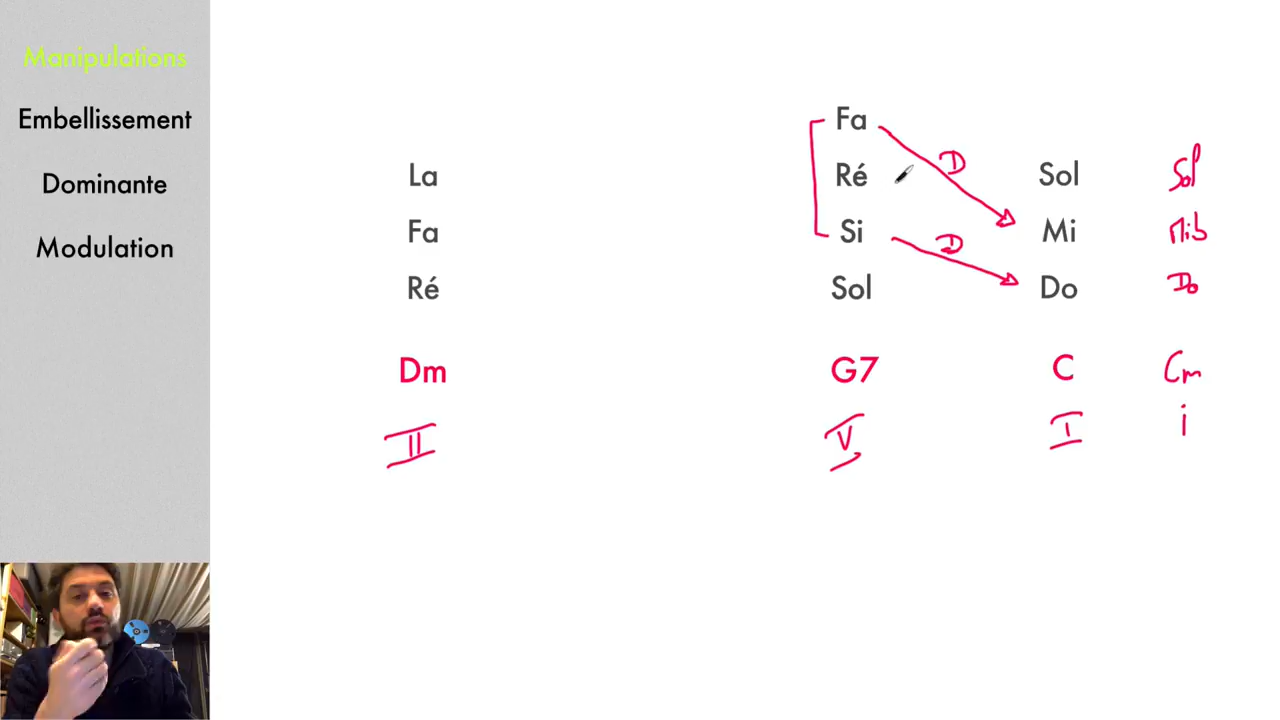 Manipulations
Embellissement
Dominante
Modulation
Fa
La Ré D Sol Sol
Fa Si D Mi Mib
Ré Sol Do Do
Dm G7 C Cm
II V I i